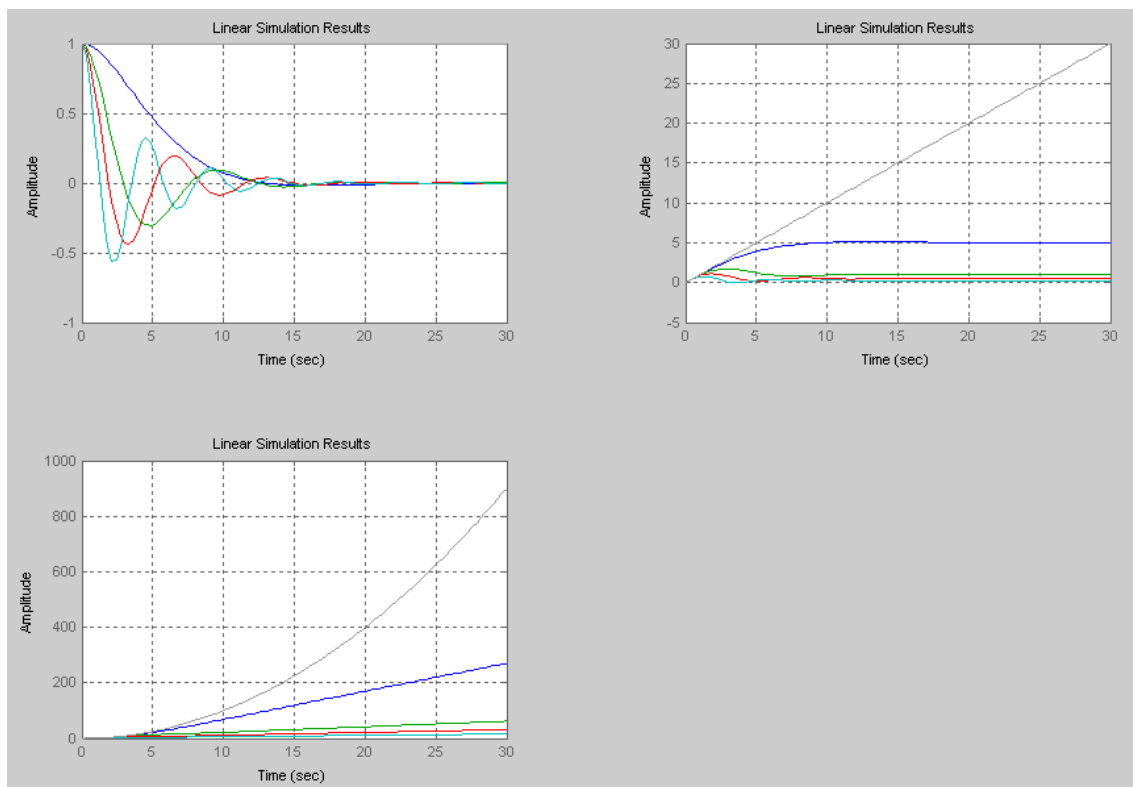 Linear Simulation Results
1
0.5
0
-0.5
-1
Amplitude
0 5 10 15 20 25 30
Time (sec)
Linear Simulation Results
30
25
20
15
10
5
0
-5
Amplitude
0 5 10 15 20 25 30
Time (sec)
Linear Simulation Results
1000
800
600
400
200
0
Amplitude
0 5 10 15 20 25 30
Time (sec)